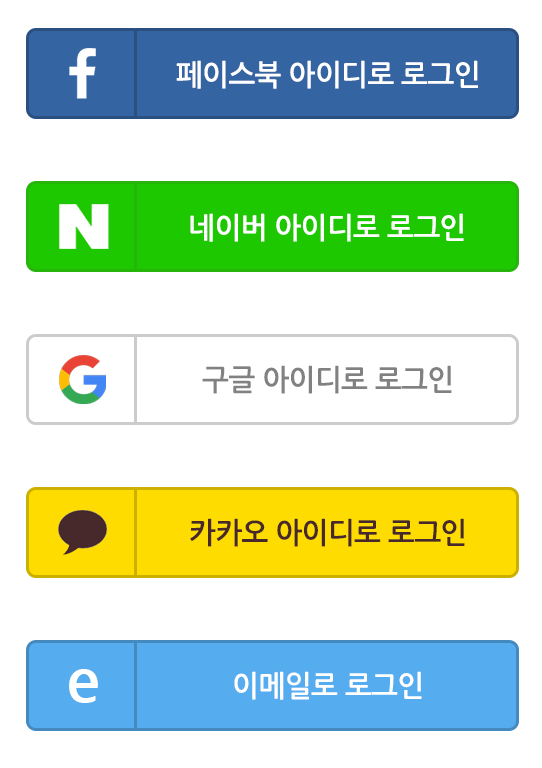 f 페이스북 아이디로 로그인
N 네이버 아이디로 로그인
G 구글 아이디로 로그인
카카오 아이디로 로그인
e 이메일로 로그인